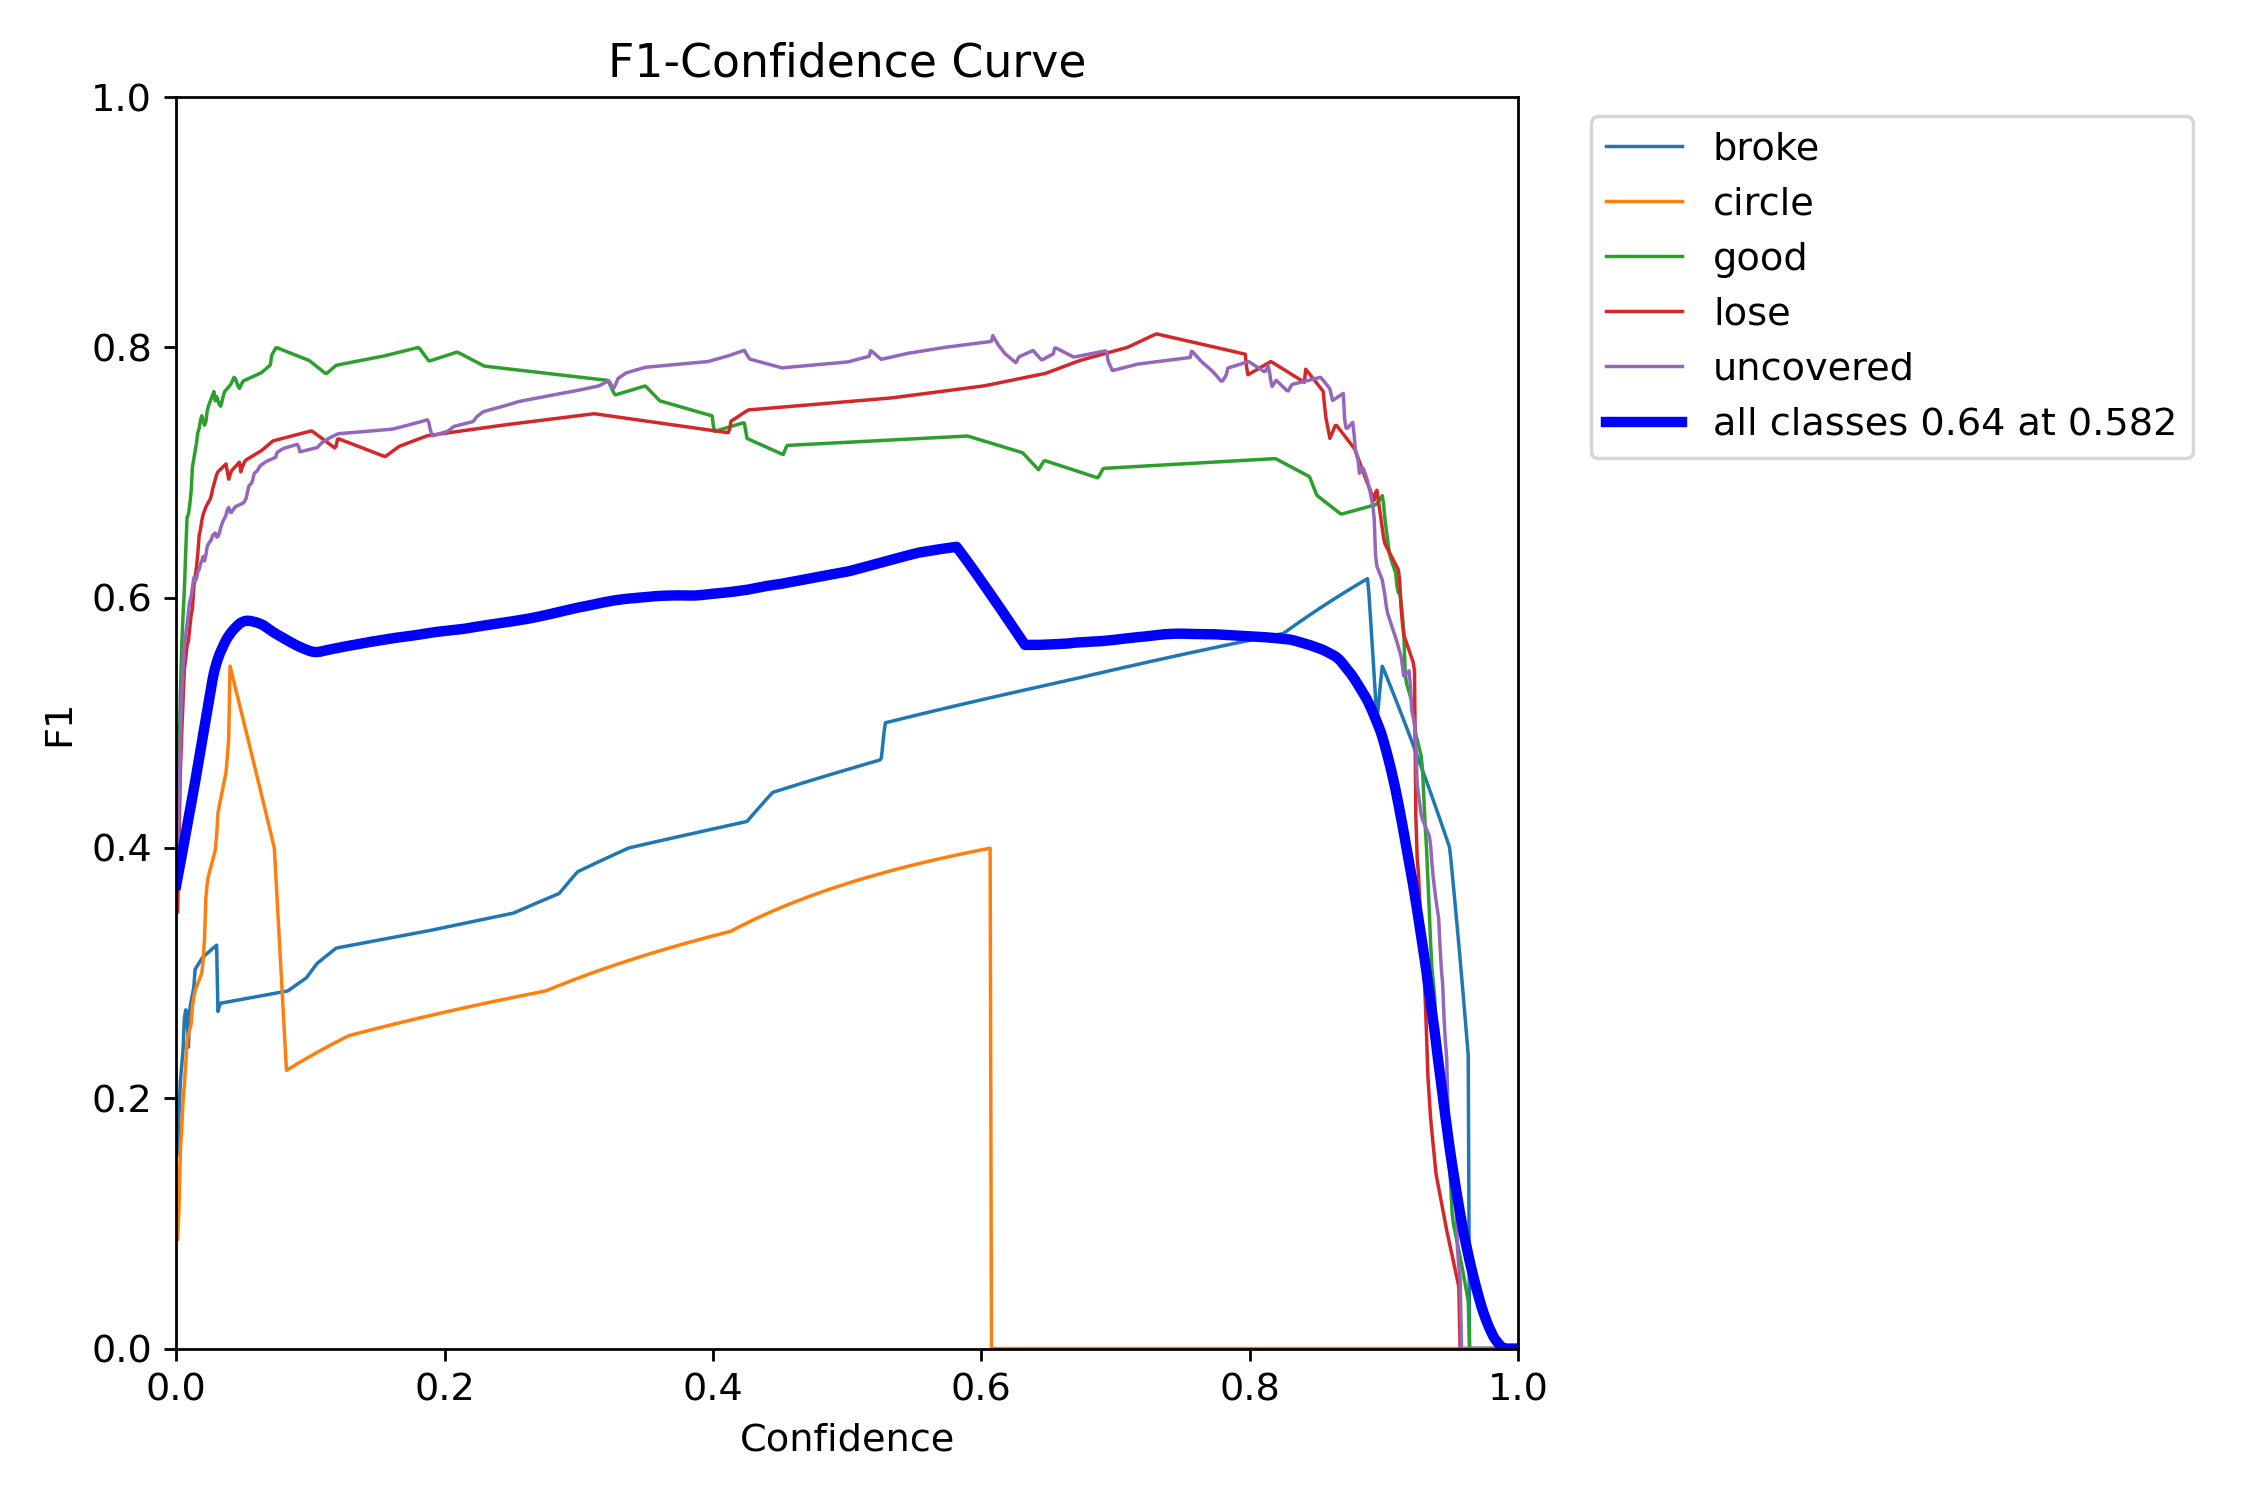 F1-Confidence Curve
1.0
0.8
0.6
0.4
0.2
0.0
F1
0.0 0.2 0.4 0.6 0.8 1.0
Confidence
broke
circle
good
lose
uncovered
all classes 0.64 at 0.582